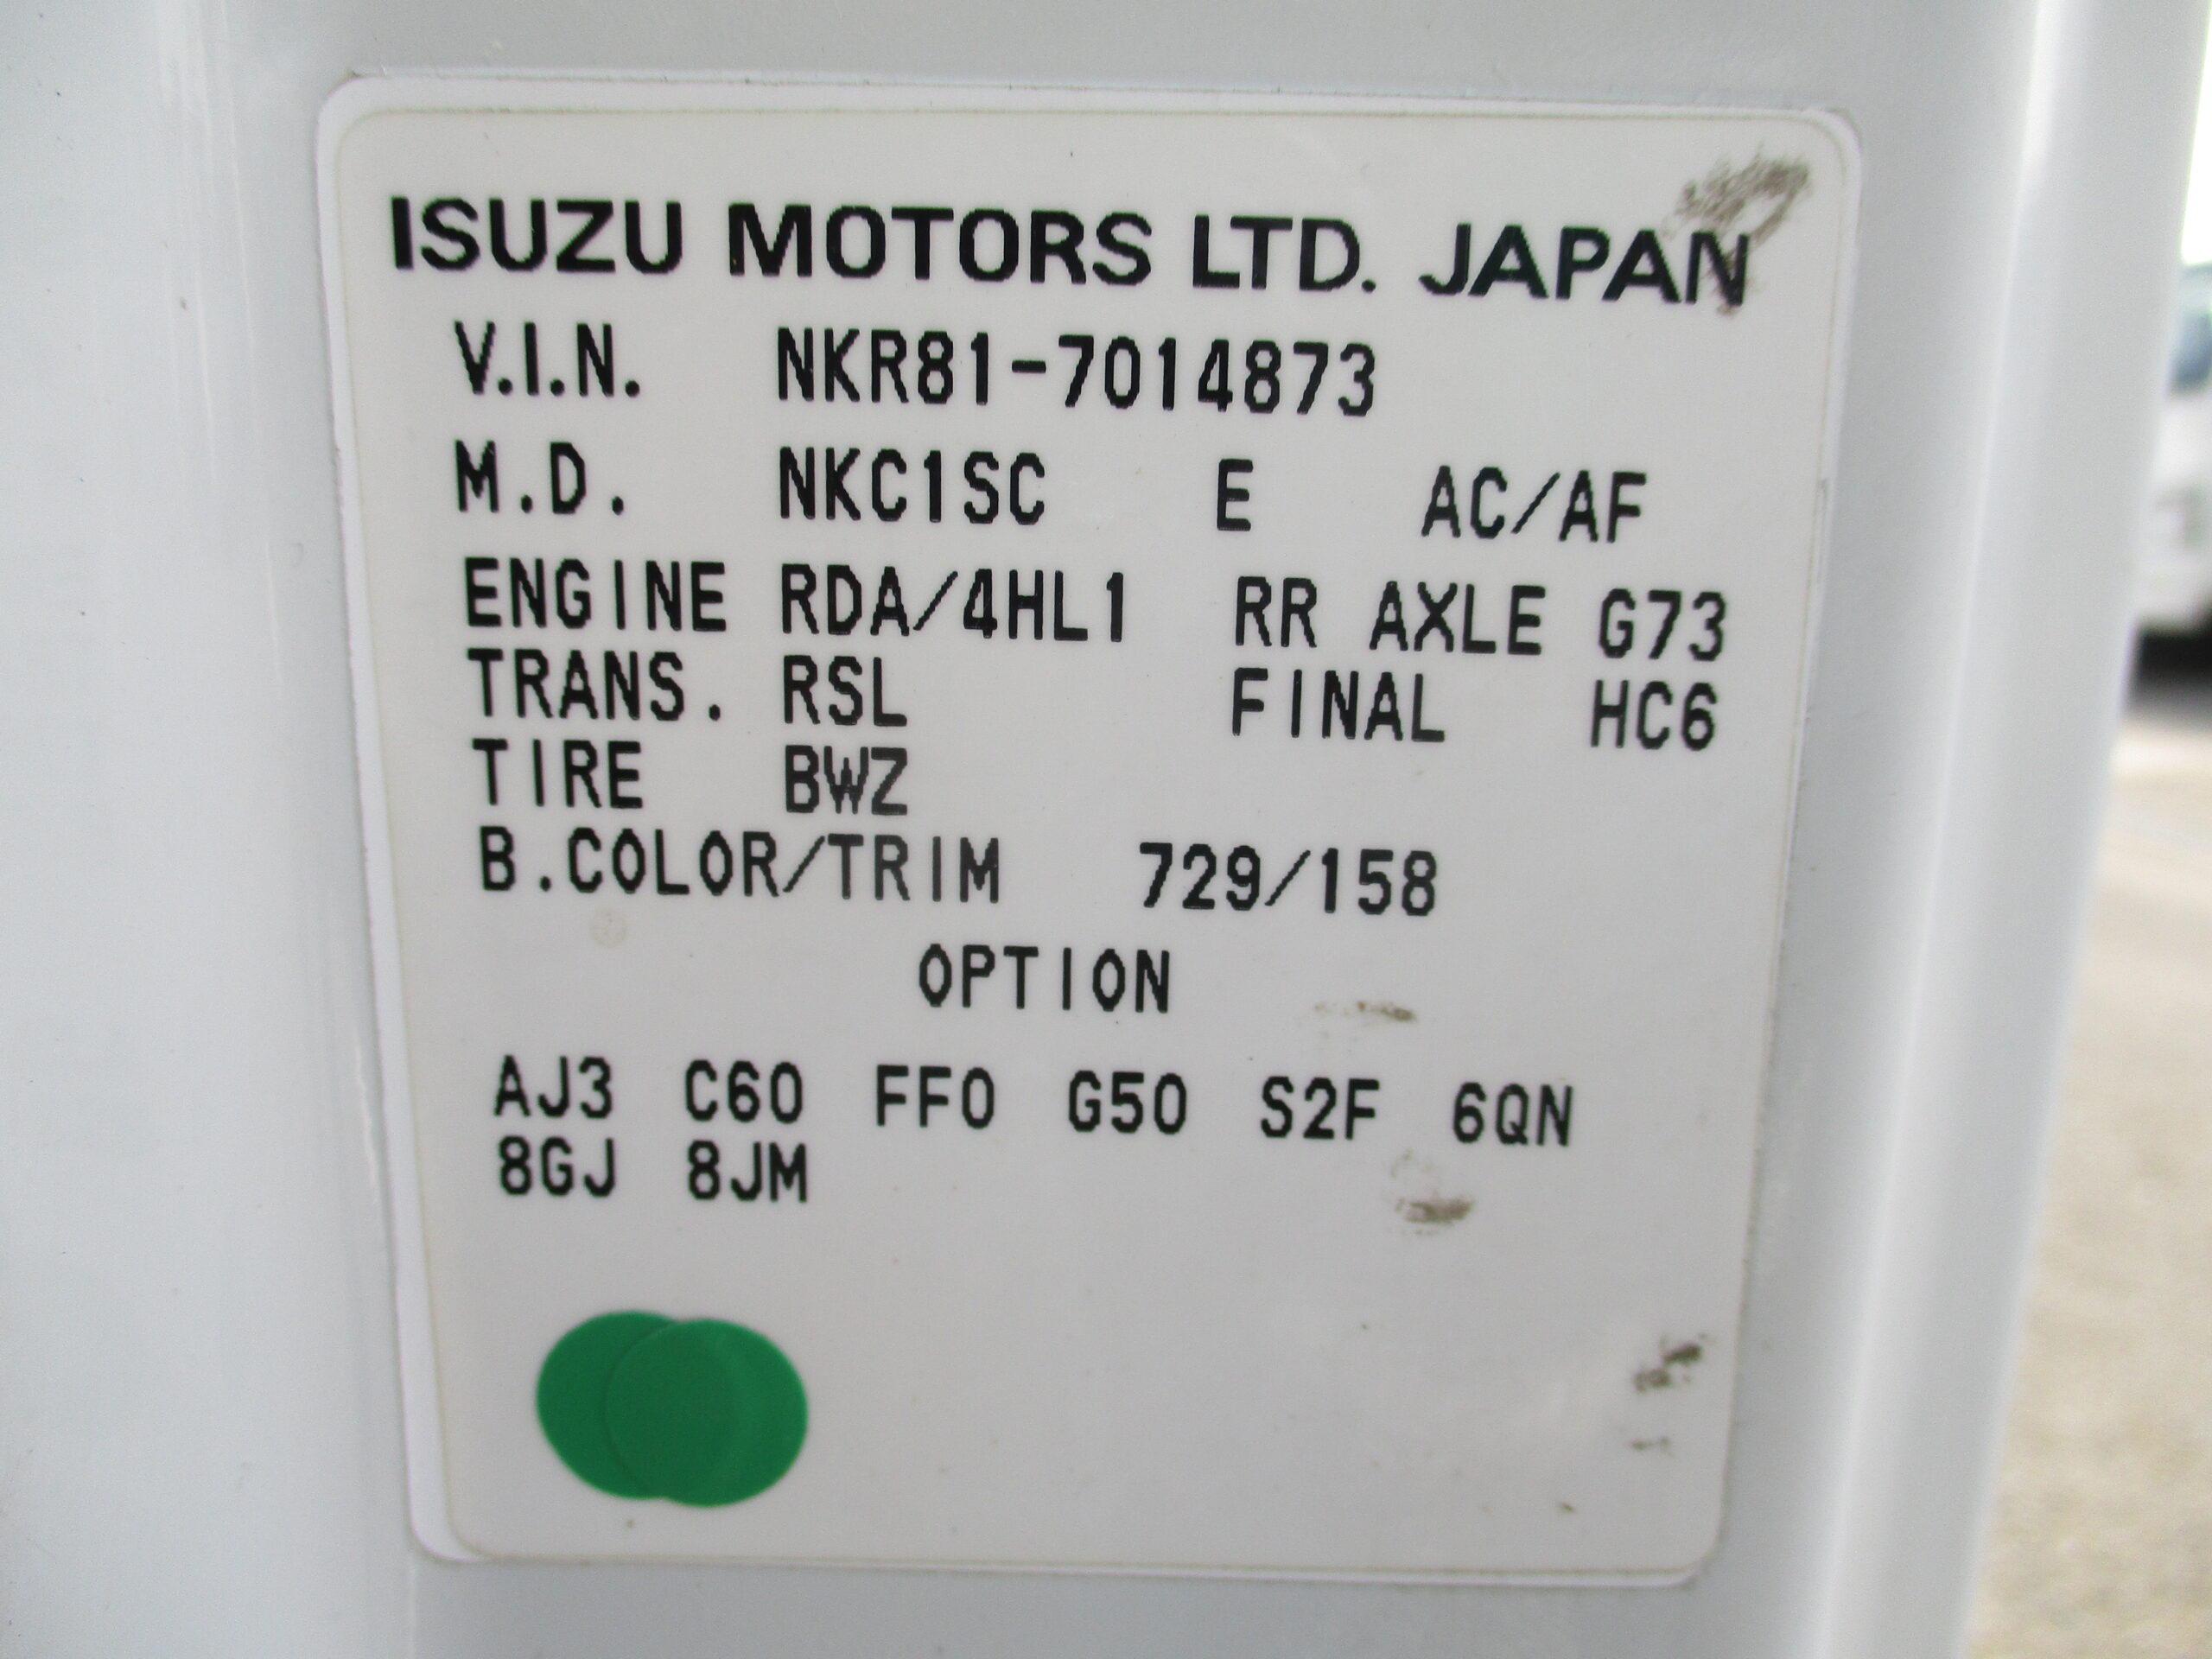 ISUZU MOTORS LTD. JAPAN
V.I.N. NKR81-7014873
M.D. NKC1SC E AC/AF
ENGINE RDA/4HL1 RR AXLE G73
TRANS. RSL FINAL HC6
TIRE BWZ
B.COLOR/TRIM 729/158
OPTION
AJ3 C60 FF0 G50 S2F 6QN
8GJ 8JM